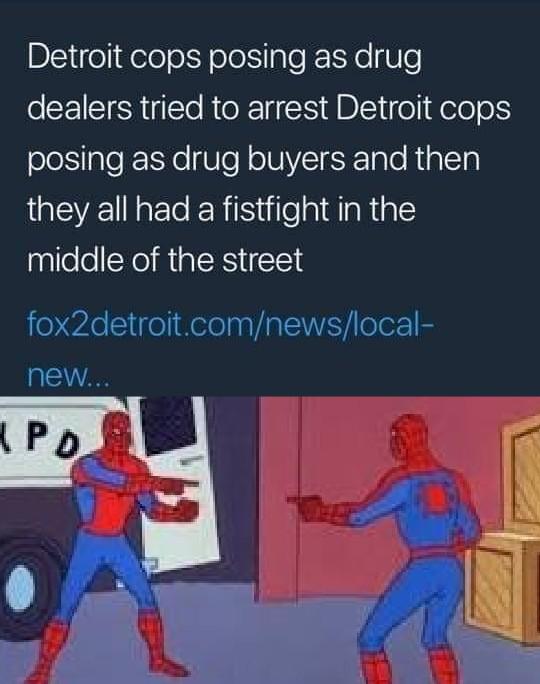 Detroit cops posing as drug
dealers tried to arrest Detroit cops
posing as drug buyers and then
they all had a fistfight in the
middle of the street
fox2detroit.com/news/local-
new...
PD